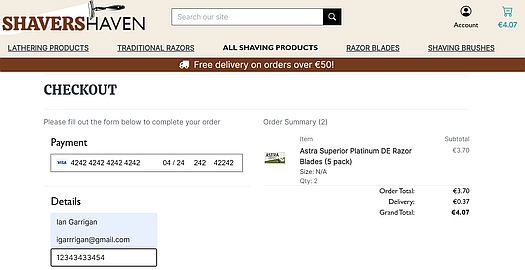 SHAVERSHAVEN
Search our site
Account
€4.07
LATHERING PRODUCTS
TRADITIONAL RAZORS
ALL SHAVING PRODUCTS
RAZOR BLADES
SHAVING BRUSHES
Free delivery on orders over €50!
CHECKOUT
Please fill out the form below to complete your order
Payment
VISA 4242 4242 4242 4242 04 / 24 242 42242
Details
Ian Garrigan
igarrrigan@gmail.com
12343433454
Order Summary (2)
Item Subtotal
ASTRA
Astra Superior Platinum DE Razor €3.70
Blades (5 pack)
Size: N/A
Qty: 2
Order Total: €3.70
Delivery: €0.37
Grand Total: €4.07